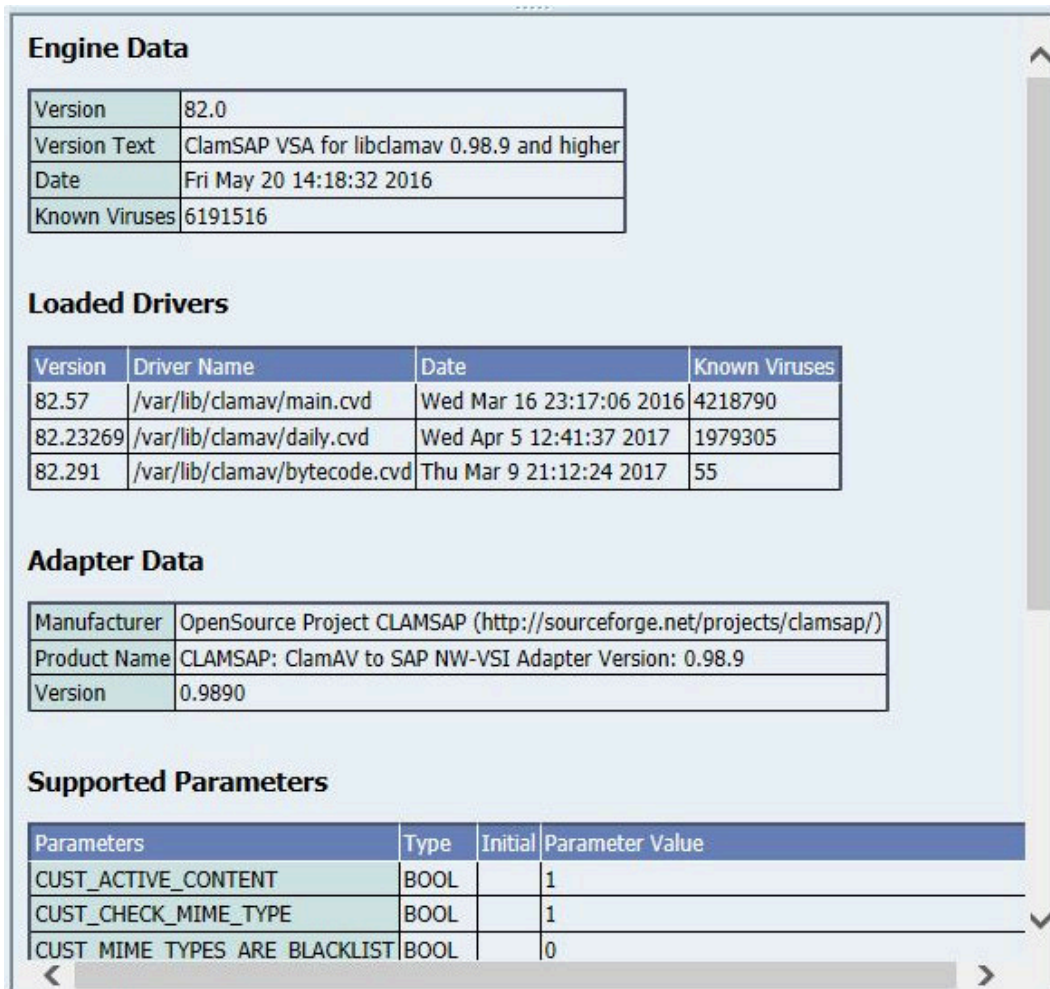 Engine Data
Version 82.0
Version Text ClamSAP VSA for libclamav 0.98.9 and higher
Date Fri May 20 14:18:32 2016
Known Viruses 6191516
Loaded Drivers
Version Driver Name Date Known Viruses
82.57 /var/lib/clamav/main.cvd Wed Mar 16 23:17:06 2016 4218790
82.23269 /var/lib/clamav/daily.cvd Wed Apr 5 12:41:37 2017 1979305
82.291 /var/lib/clamav/bytecode.cvd Thu Mar 9 21:12:24 2017 55
Adapter Data
Manufacturer OpenSource Project CLAMSAP (http://sourceforge.net/projects/clamsap/)
Product Name CLAMSAP: ClamAV to SAP NW-VSI Adapter Version: 0.98.9
Version 0.9890
Supported Parameters
Parameters Type Initial Parameter Value
CUST_ACTIVE_CONTENT BOOL 1
CUST_CHECK_MIME_TYPE BOOL 1
CUST_MIME_TYPES_ARE_BLACKLIST BOOL 0